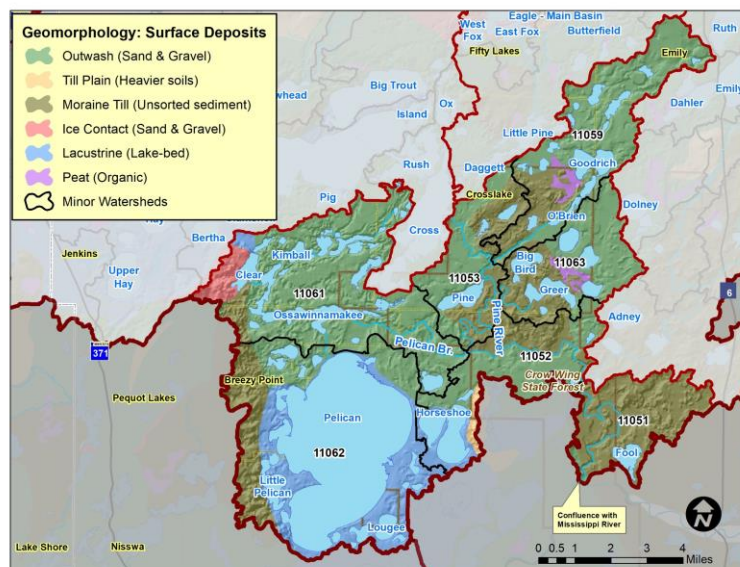 Geomorphology: Surface Deposits
Outwash (Sand & Gravel)
Till Plain (Heavier soils)
Moraine Till (Unsorted sediment)
Ice Contact (Sand & Gravel)
Lacustrine (Lake-bed)
Peat (Organic)
Minor Watersheds
West
Fox
Eagle - Main Basin
East Fox
Butterfield
Ruth
Fifty Lakes
Emily
Big Trout
Island
Ox
Dahler
Emily
Little Pine
11059
Rush
Daggett
Goodrich
Pig
Crosslake
O'Brien
Dolney
Cross
Bertha
Jenkins
Upper
Hay
Kimball
Clear
Big
Bird
11063
11053
Greer
11061
Pine
Ossawinnamakee
Pine River
Adney
6
Pelican Br.
11052
371
Breezy Point
Crow Wing
State Forest
Pequot Lakes
Pelican
Horseshoe
11051
11062
Fool
Little
Pelican
Confluence with
Mississippi River
Lougee
N
Lake Shore
Nisswa
0 0.5 1 2 3 4
Miles